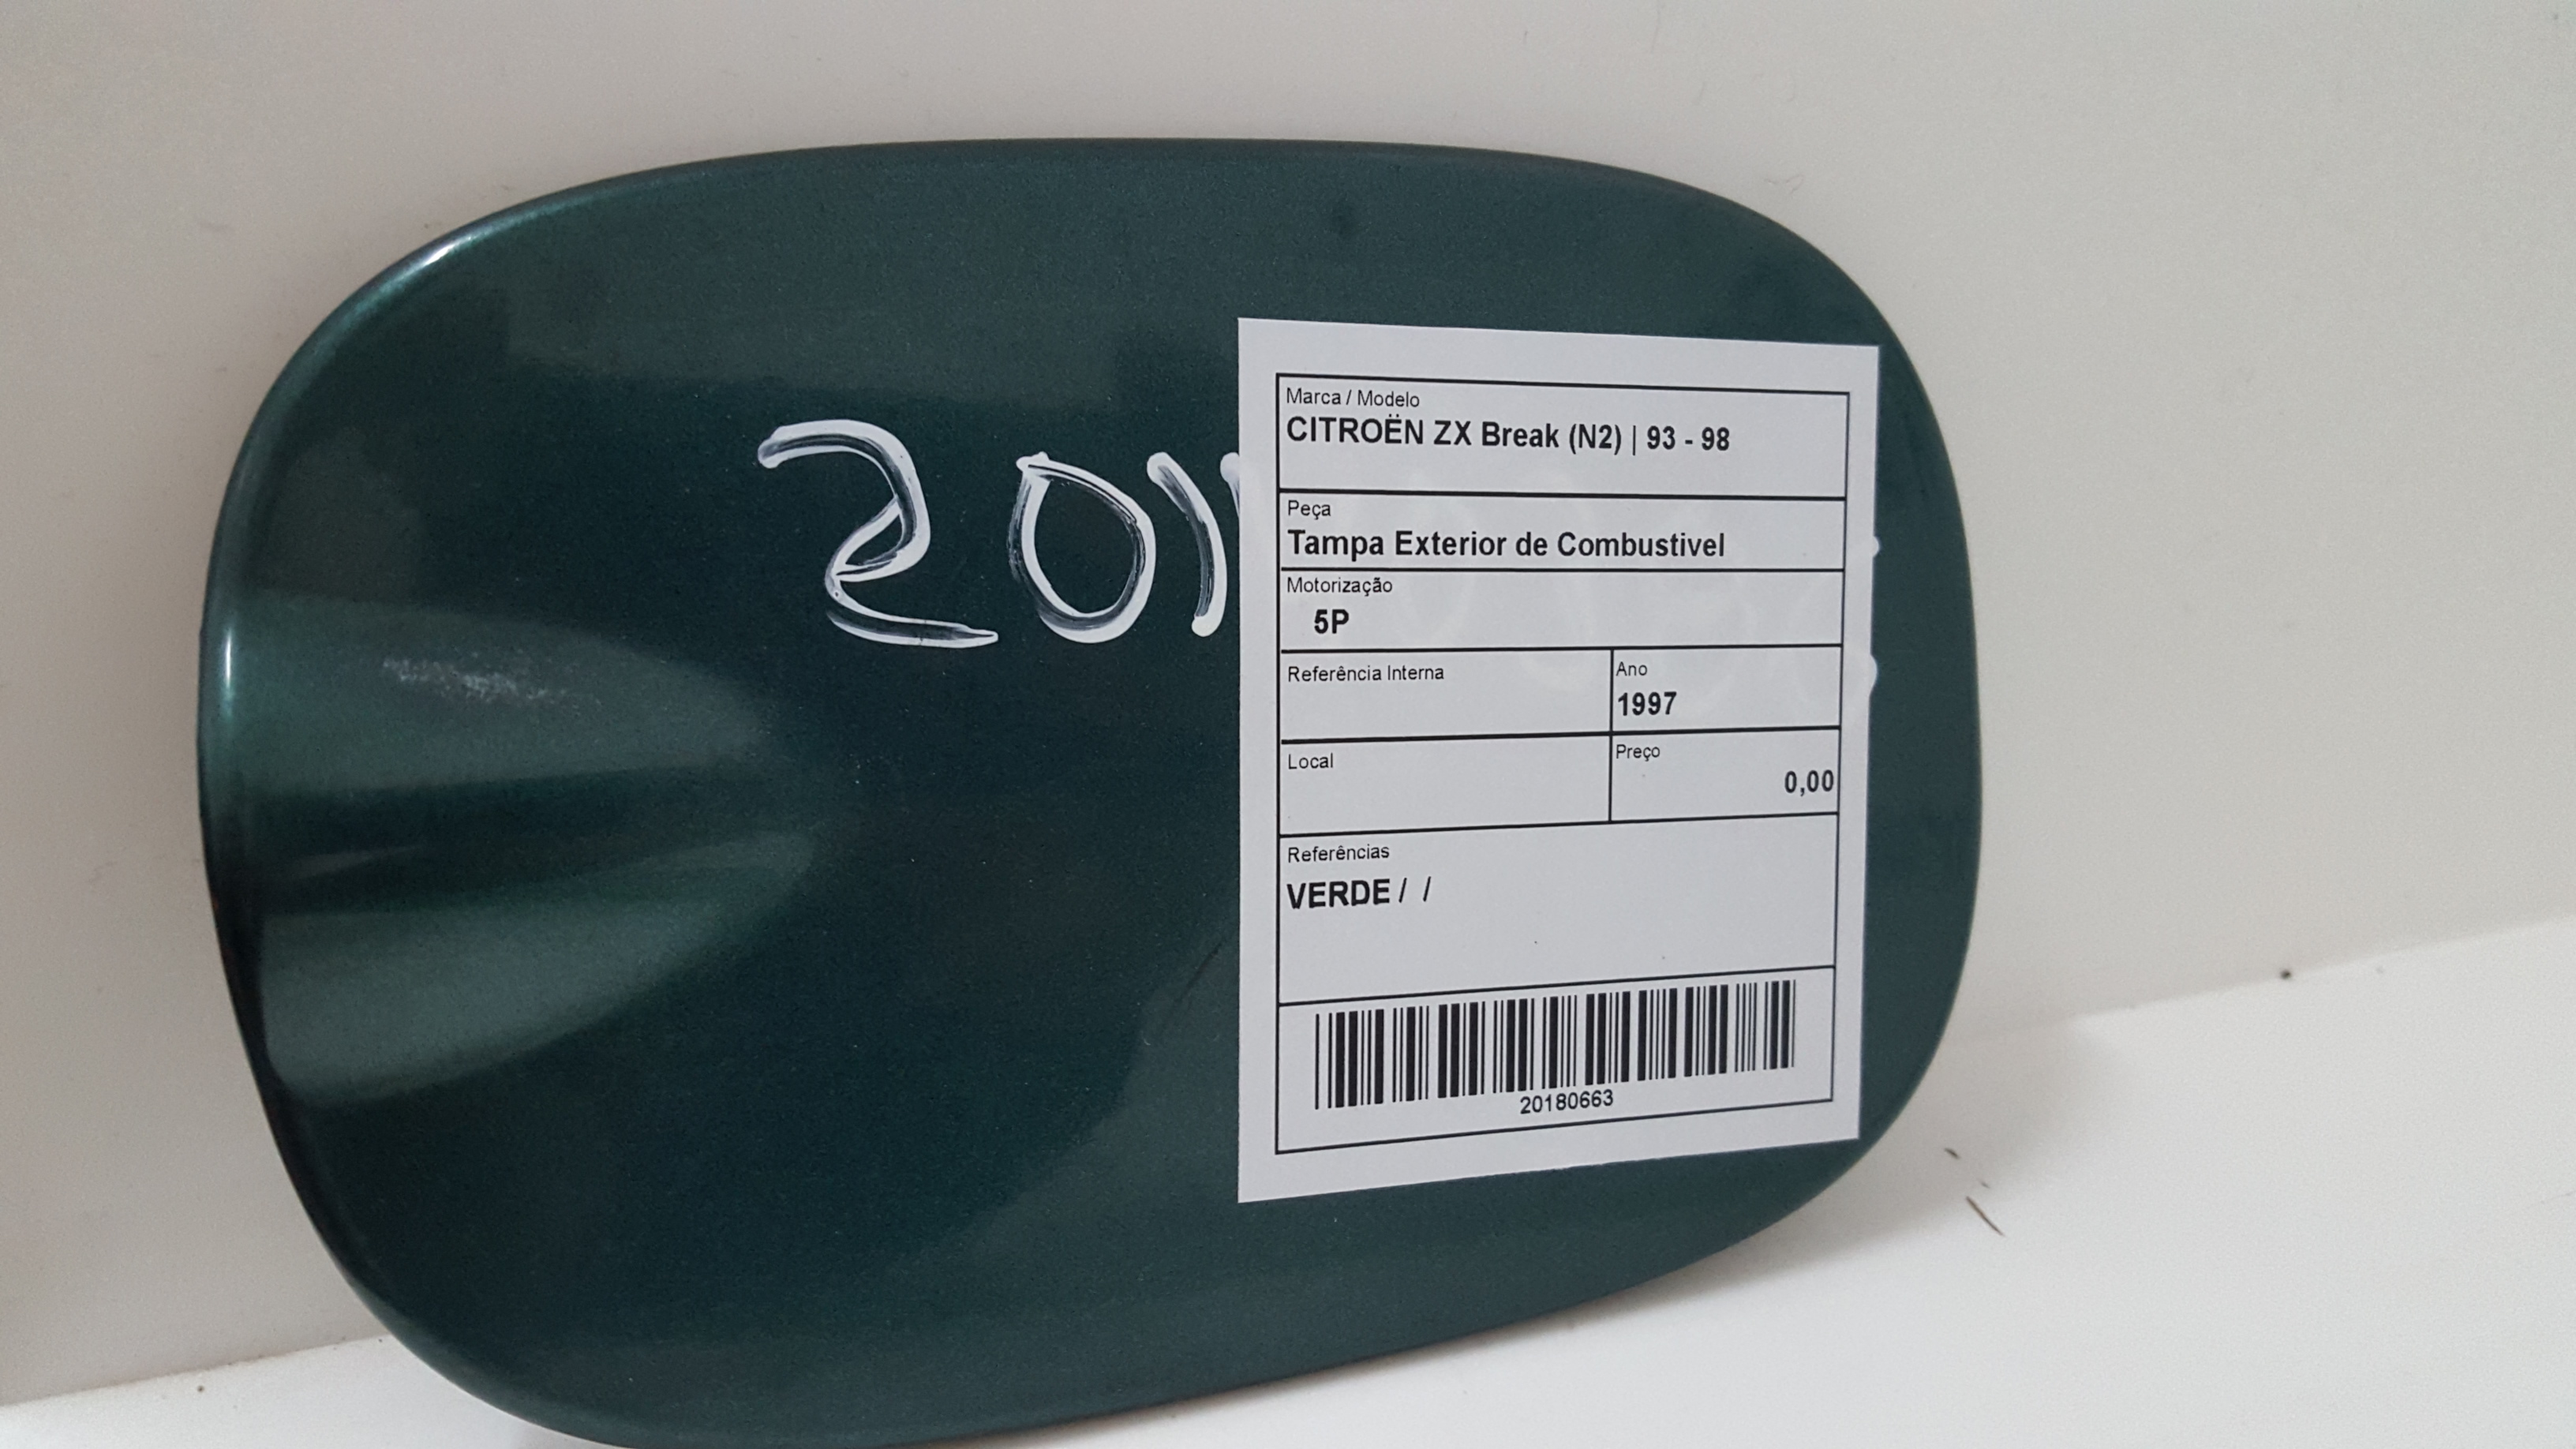 201
Marca / Modelo
CITROËN ZX Break (N2) | 93 - 98
Peça
Tampa Exterior de Combustivel
Motorização
5P
Referência Interna
Ano
1997
Local
Preço
0,00
Referências
VERDE / /
20180663